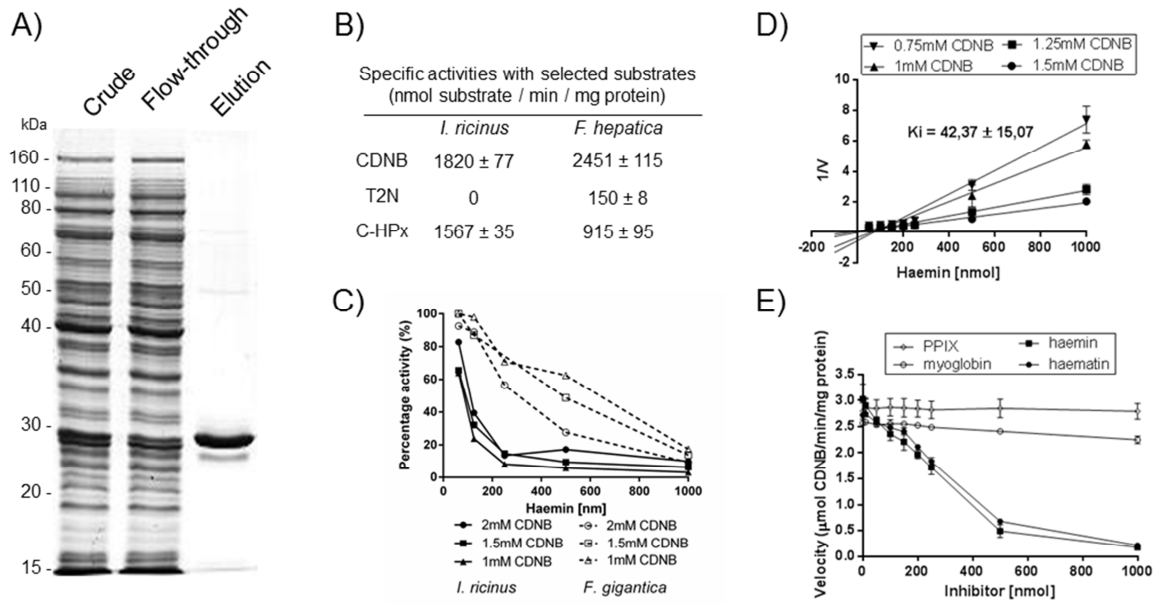 A)
Crude
Flow-through
Elution
kDa
160
110
80
60
50
40
30
20
15
B)
Specific activities with selected substrates
(nmol substrate / min / mg protein)
I. ricinus F. hepatica
CDNB 1820 ± 77 2451 ± 115
T2N 0 150 ± 8
C-HPx 1567 ± 35 915 ± 95
C)
Percentage activity (%)
100
80
60
40
20
0
0 200 400 600 800 1000
Haemin [nm]
2mM CDNB 2mM CDNB
1.5mM CDNB 1.5mM CDNB
1mM CDNB 1mM CDNB
I. ricinus F. gigantica
D)
0.75mM CDNB 1.25mM CDNB
1mM CDNB 1.5mM CDNB
Ki = 42,37 ± 15,07
1/V
10
8
6
4
2
-2
-200 200 400 600 800 1000
Haemin [nmol]
E)
PPIX haemin
myoglobin haematin
Velocity (µmol CDNB/min/mg protein)
3.5
3.0
2.5
2.0
1.5
1.0
0.5
0.0
0 200 400 600 800 1000
Inhibitor [nmol]